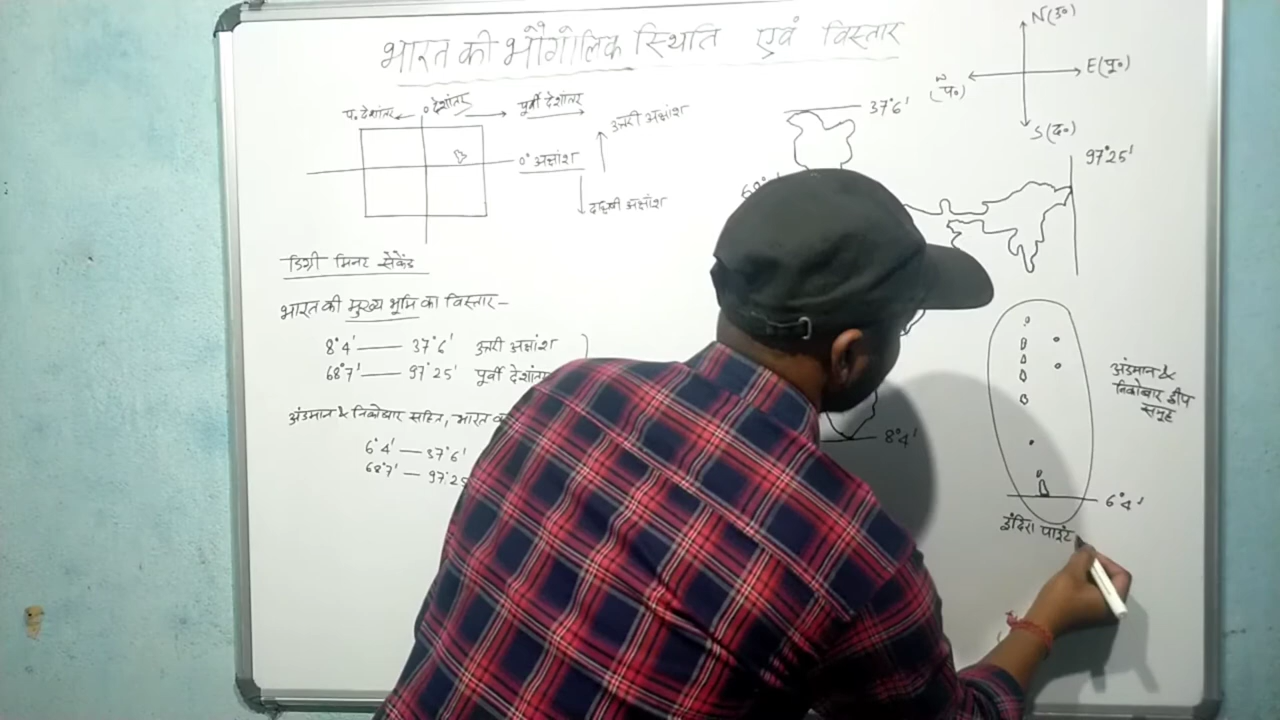 भारत की भौगोलिक स्थिति एवं विस्तार
N(उ०)
E(पू०)
W
(प०)
S(द०)
प. देशांतर
0 देशांतर
पूर्वी देशांतर
उत्तरी अक्षांश
0° अक्षांश
दक्षिणी अक्षांश
डिग्री मिनट सेकेंड
भारत की मुख्य भूमि का विस्तार –
8°4' — 37°6' उत्तरी अक्षांश
68°7' — 97°25' पूर्वी देशांतर
अंडमान & निकोबार सहित, भारत का
6°4' — 37°6'
68°7' — 97°25
37°6'
97°25'
8°4'
अंडमान &
निकोबार द्वीप
समूह
6°4'
इंदिरा पाइंट